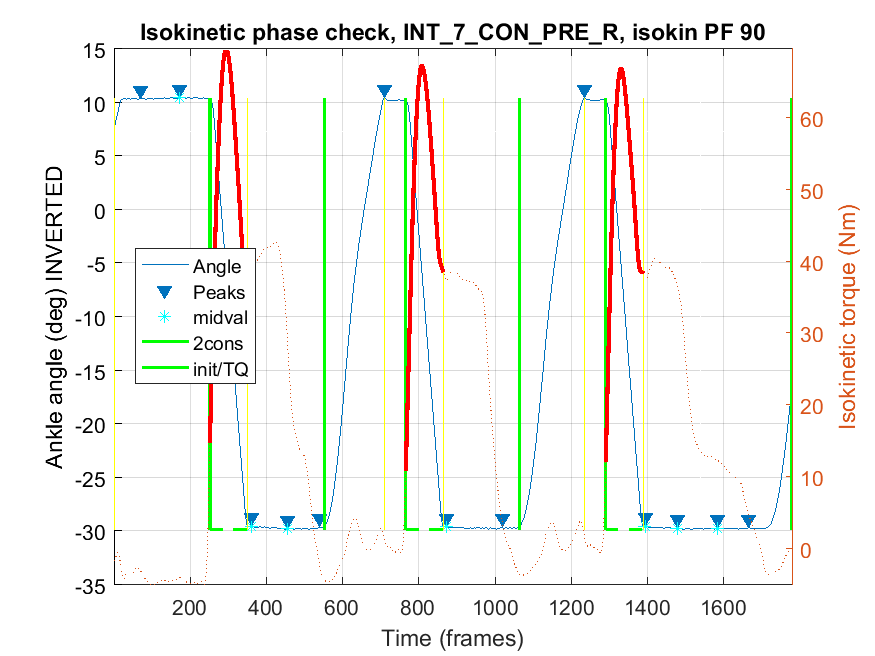 Isokinetic phase check, INT_7_CON_PRE_R, isokin PF 90
15
10
5
0
-5
-10
-15
-20
-25
-30
-35
Ankle angle (deg) INVERTED
Angle
Peaks
midval
2cons
init/TQ
60
50
40
30
20
10
0
Isokinetic torque (Nm)
200
400
600
800
1000
1200
1400
1600
Time (frames)